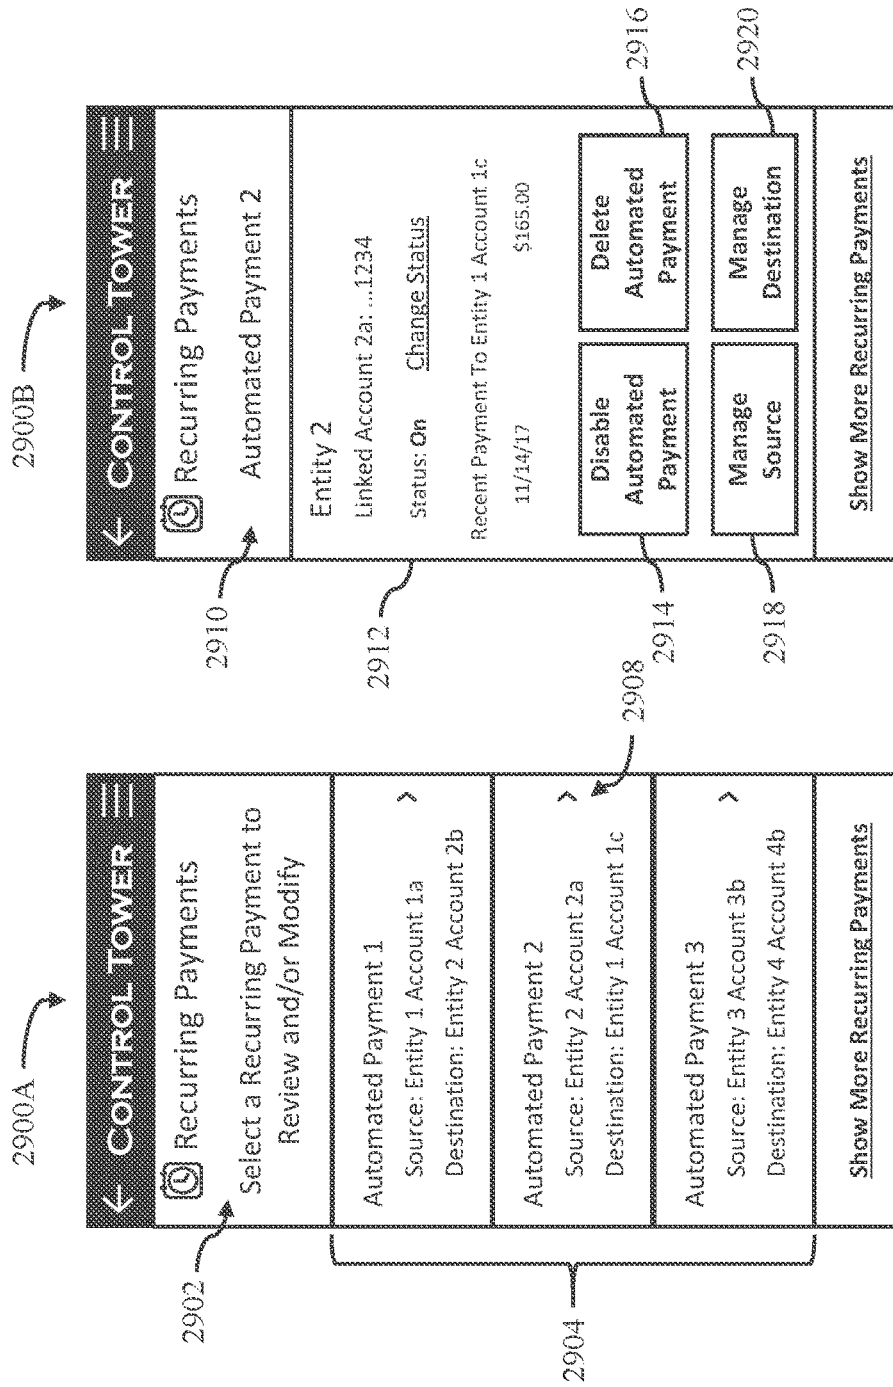 2900A
← CONTROL TOWER
Recurring Payments
2902
Select a Recurring Payment to
Review and/or Modify
2904
Automated Payment 1
Source: Entity 1 Account 1a
Destination: Entity 2 Account 2b
>
Automated Payment 2
Source: Entity 2 Account 2a
Destination: Entity 1 Account 1c
>
2908
Automated Payment 3
Source: Entity 3 Account 3b
Destination: Entity 4 Account 4b
>
Show More Recurring Payments
2900B
← CONTROL TOWER
Recurring Payments
2910
Automated Payment 2
2912
Entity 2
Linked Account 2a: ...1234
Status: On Change Status
Recent Payment To Entity 1 Account 1c
11/14/17 $165.00
2914
Disable
Automated
Payment
Delete
Automated
Payment
2916
2918
Manage
Source
Manage
Destination
2920
Show More Recurring Payments